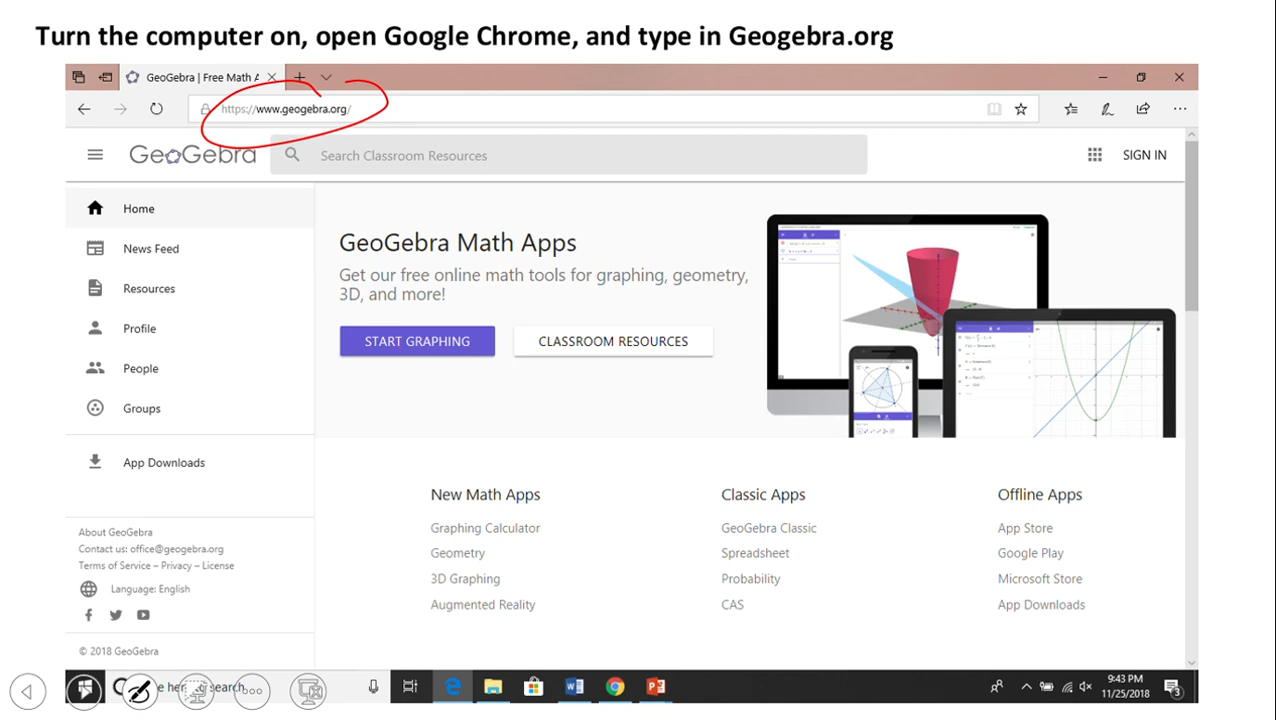 Turn the computer on, open Google Chrome, and type in Geogebra.org
GeoGebra | Free Math A
https://www.geogebra.org/
GeoGebra
Search Classroom Resources
SIGN IN
Home
News Feed
Resources
Profile
People
Groups
App Downloads
About GeoGebra
Contact us: office@geogebra.org
Terms of Service – Privacy – License
Language: English
© 2018 GeoGebra
GeoGebra Math Apps
Get our free online math tools for graphing, geometry,
3D, and more!
START GRAPHING
CLASSROOM RESOURCES
New Math Apps
Graphing Calculator
Geometry
3D Graphing
Augmented Reality
Classic Apps
GeoGebra Classic
Spreadsheet
Probability
CAS
Offline Apps
App Store
Google Play
Microsoft Store
App Downloads
search
9:43 PM
11/25/2018
3